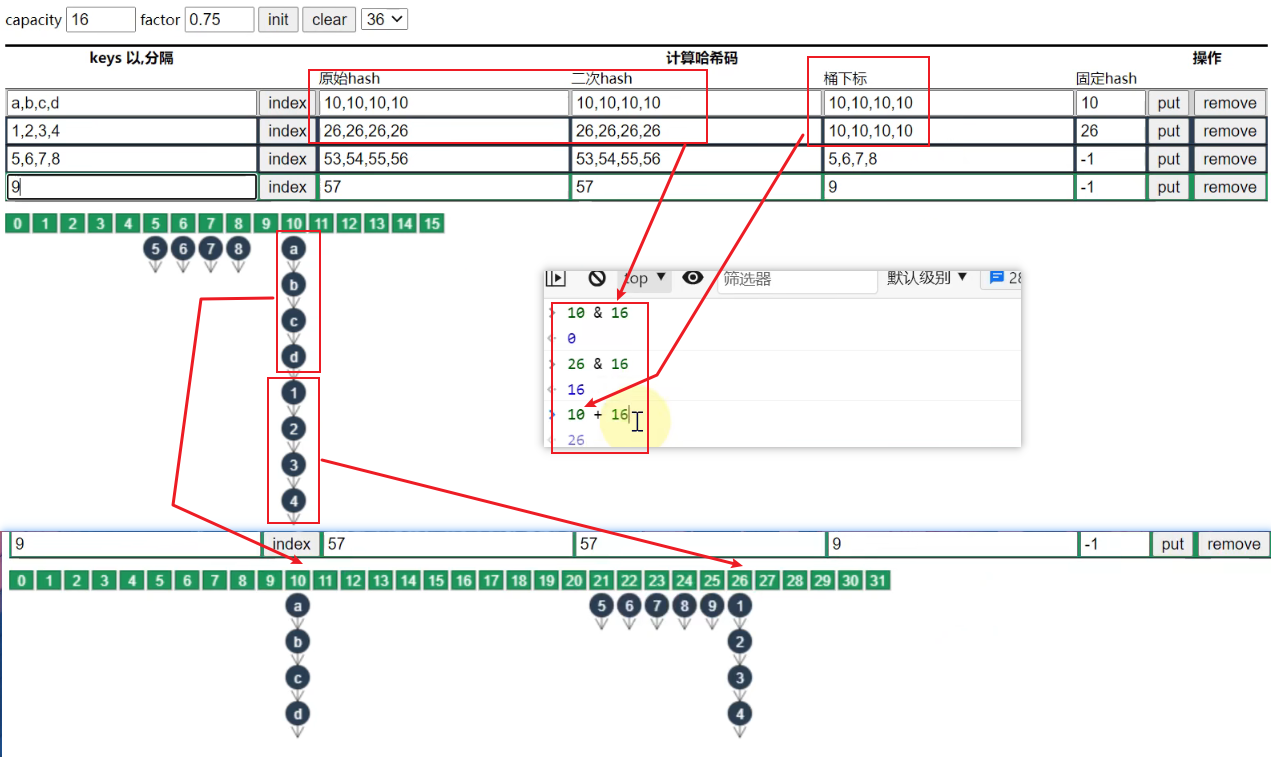 capacity 16 factor 0.75 init clear 36
keys 以,分隔 计算哈希码 操作
原始hash 二次hash 桶下标 固定hash
a,b,c,d index 10,10,10,10 10,10,10,10 10,10,10,10 10 put remove
1,2,3,4 index 26,26,26,26 26,26,26,26 10,10,10,10 26 put remove
5,6,7,8 index 53,54,55,56 53,54,55,56 5,6,7,8 -1 put remove
9 index 57 57 9 -1 put remove
0 1 2 3 4 5 6 7 8 9 10 11 12 13 14 15
5 6 7 8 a
b
c
d
1
2
3
4
top 筛选器 默认级别 28
> 10 & 16
< 0
> 26 & 16
< 16
> 10 + 16
< 26
9 index 57 57 9 -1 put remove
0 1 2 3 4 5 6 7 8 9 10 11 12 13 14 15 16 17 18 19 20 21 22 23 24 25 26 27 28 29 30 31
a 5 6 7 8 9 1
b 2
c 3
d 4